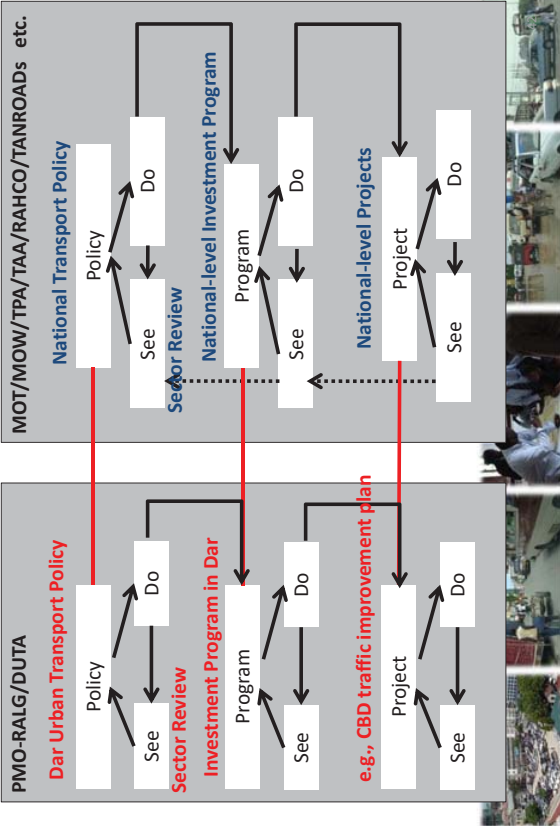 PMO-RALG/DUTA
Dar Urban Transport Policy
Policy
See
Do
Sector Review
Investment Program in Dar
Program
See
Do
e.g., CBD traffic improvement plan
Project
See
Do
MOT/MOW/TPA/TAA/RAHCO/TANROADs etc.
National Transport Policy
Policy
See
Do
Sector Review
National-level Investment Program
Program
See
Do
National-level Projects
Project
See
Do